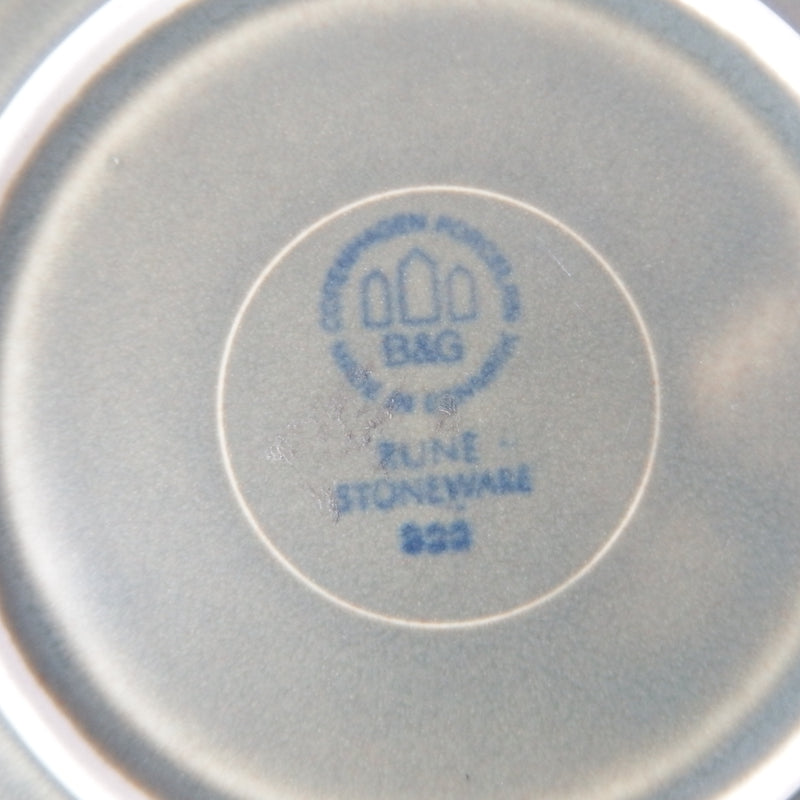 COPENHAGEN PORCELAIN
B&G
MADE IN DENMARK
RUNE
STONEWARE